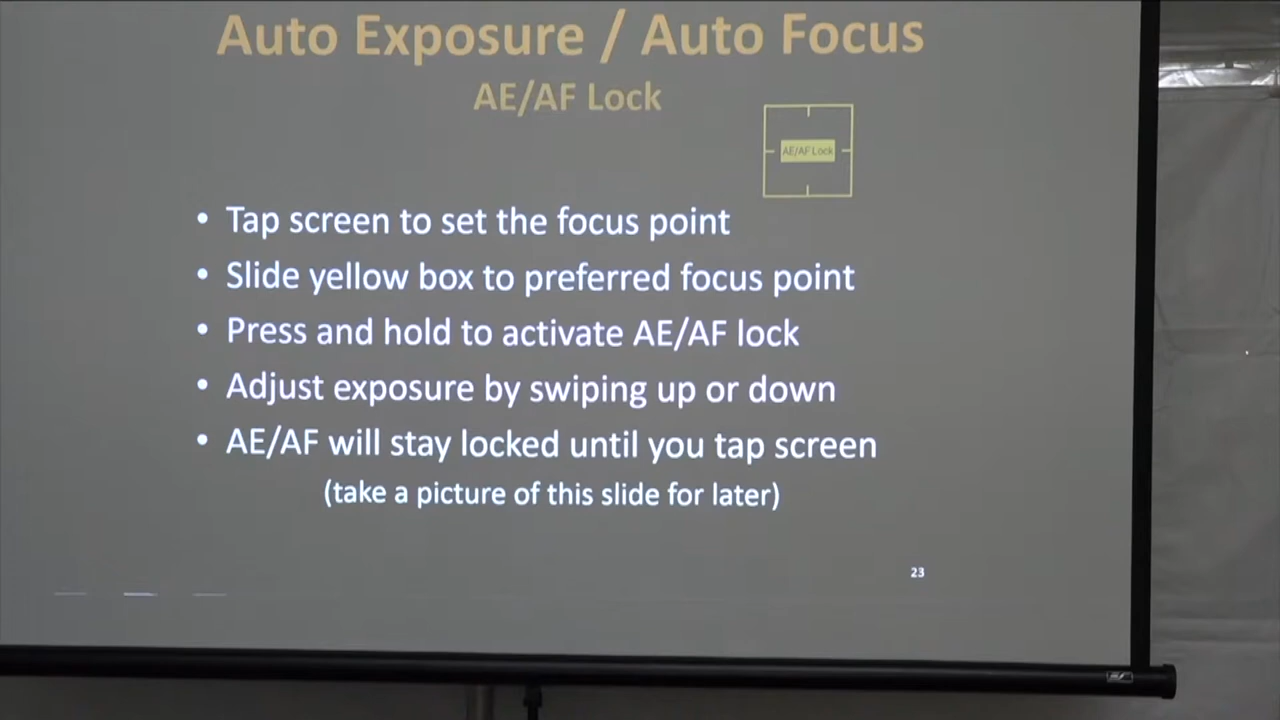 Auto Exposure / Auto Focus
AE/AF Lock
AE/AF Lock
• Tap screen to set the focus point
• Slide yellow box to preferred focus point
• Press and hold to activate AE/AF lock
• Adjust exposure by swiping up or down
• AE/AF will stay locked until you tap screen
(take a picture of this slide for later)
23